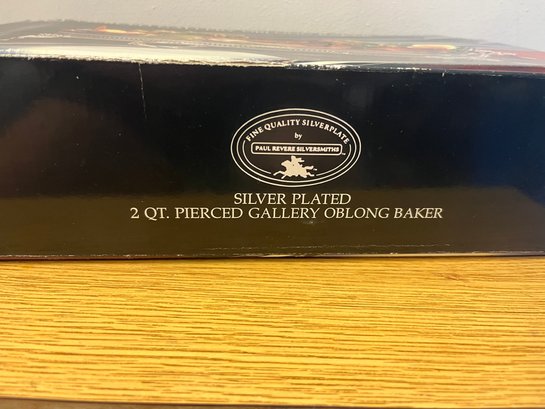 FINE QUALITY SILVERPLATE
by
PAUL REVERE SILVERSMITHS
SILVER PLATED
2 QT. PIERCED GALLERY OBLONG BAKER